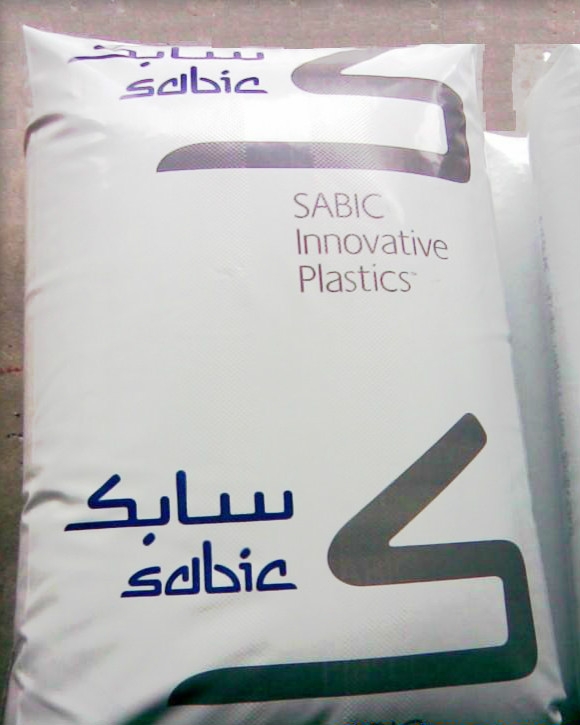 سابك
sabic
SABIC
Innovative
Plastics™
سابك
sabic